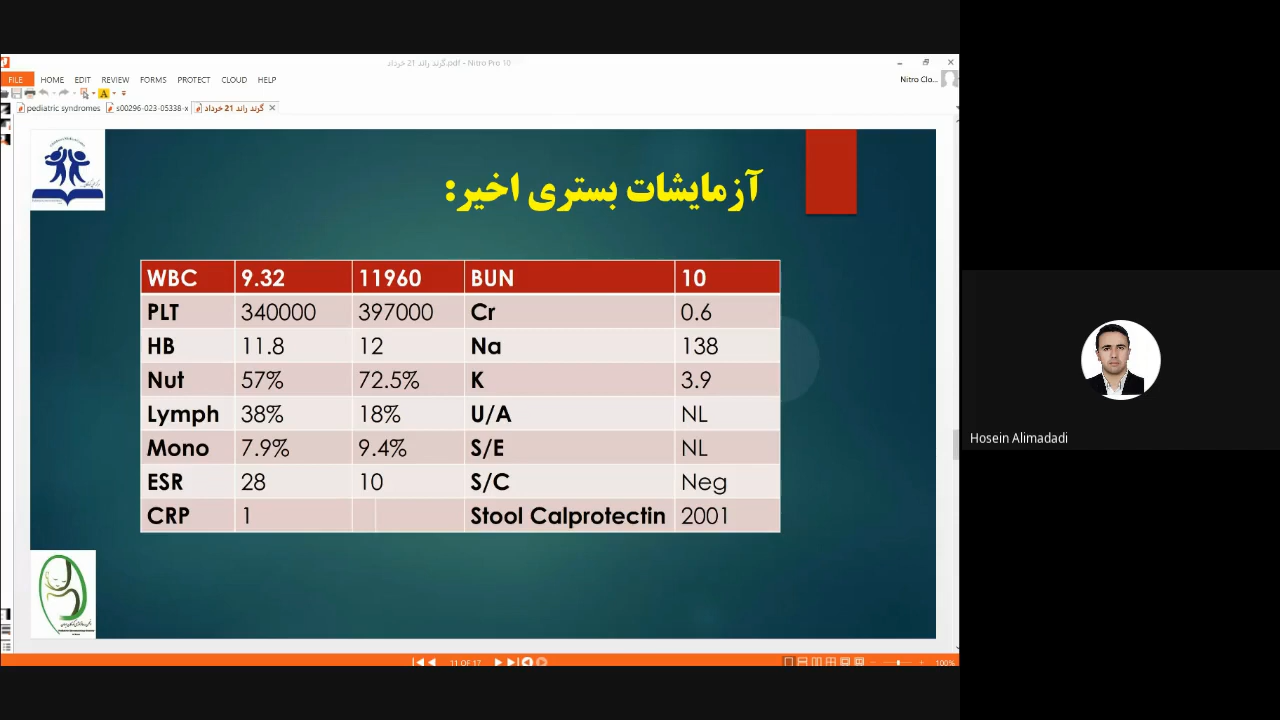 گرند راند 21 خرداد.pdf - Nitro Pro 10
FILE HOME EDIT REVIEW FORMS PROTECT CLOUD HELP
Nitro Clo...
pediatric syndromes s00296-023-05338-x گرند راند 21 خرداد
آزمایشات بستری اخیر:
WBC 9.32 11960 BUN 10
PLT 340000 397000 Cr 0.6
HB 11.8 12 Na 138
Nut 57% 72.5% K 3.9
Lymph 38% 18% U/A NL
Mono 7.9% 9.4% S/E NL
ESR 28 10 S/C Neg
CRP 1 Stool Calprotectin 2001
Hosein Alimadadi
11 OF 17
100%